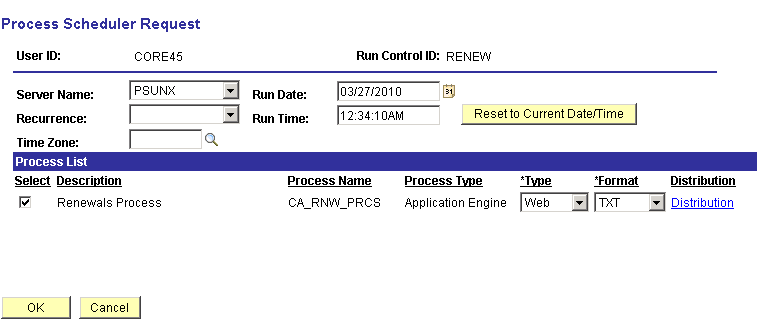 Process Scheduler Request
User ID: CORE45 Run Control ID: RENEW
Server Name: PSUNX Run Date: 03/27/2010 31
Recurrence: Run Time: 12:34:10AM Reset to Current Date/Time
Time Zone:
Process List
Select Description Process Name Process Type *Type *Format Distribution
Renewals Process CA_RNW_PRCS Application Engine Web TXT Distribution
OK Cancel